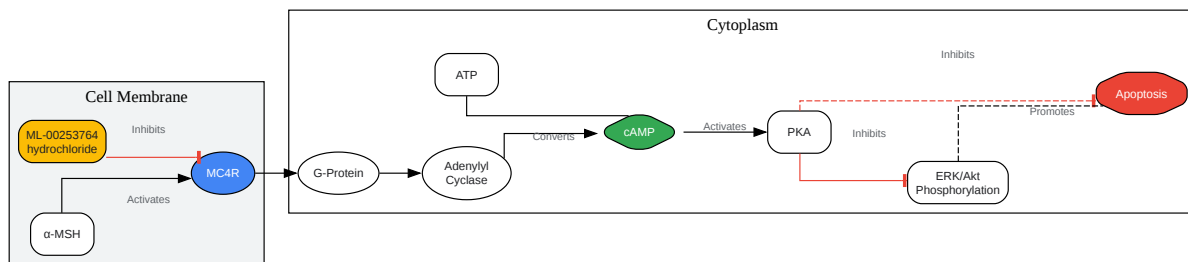 Cytoplasm
Inhibits
ATP
Apoptosis
Cell Membrane
Promotes
ML-00253764
hydrochloride
Inhibits
Converts
cAMP
Activates
PKA
Inhibits
MC4R
G-Protein
Adenylyl
Cyclase
ERK/Akt
Phosphorylation
Activates
α-MSH